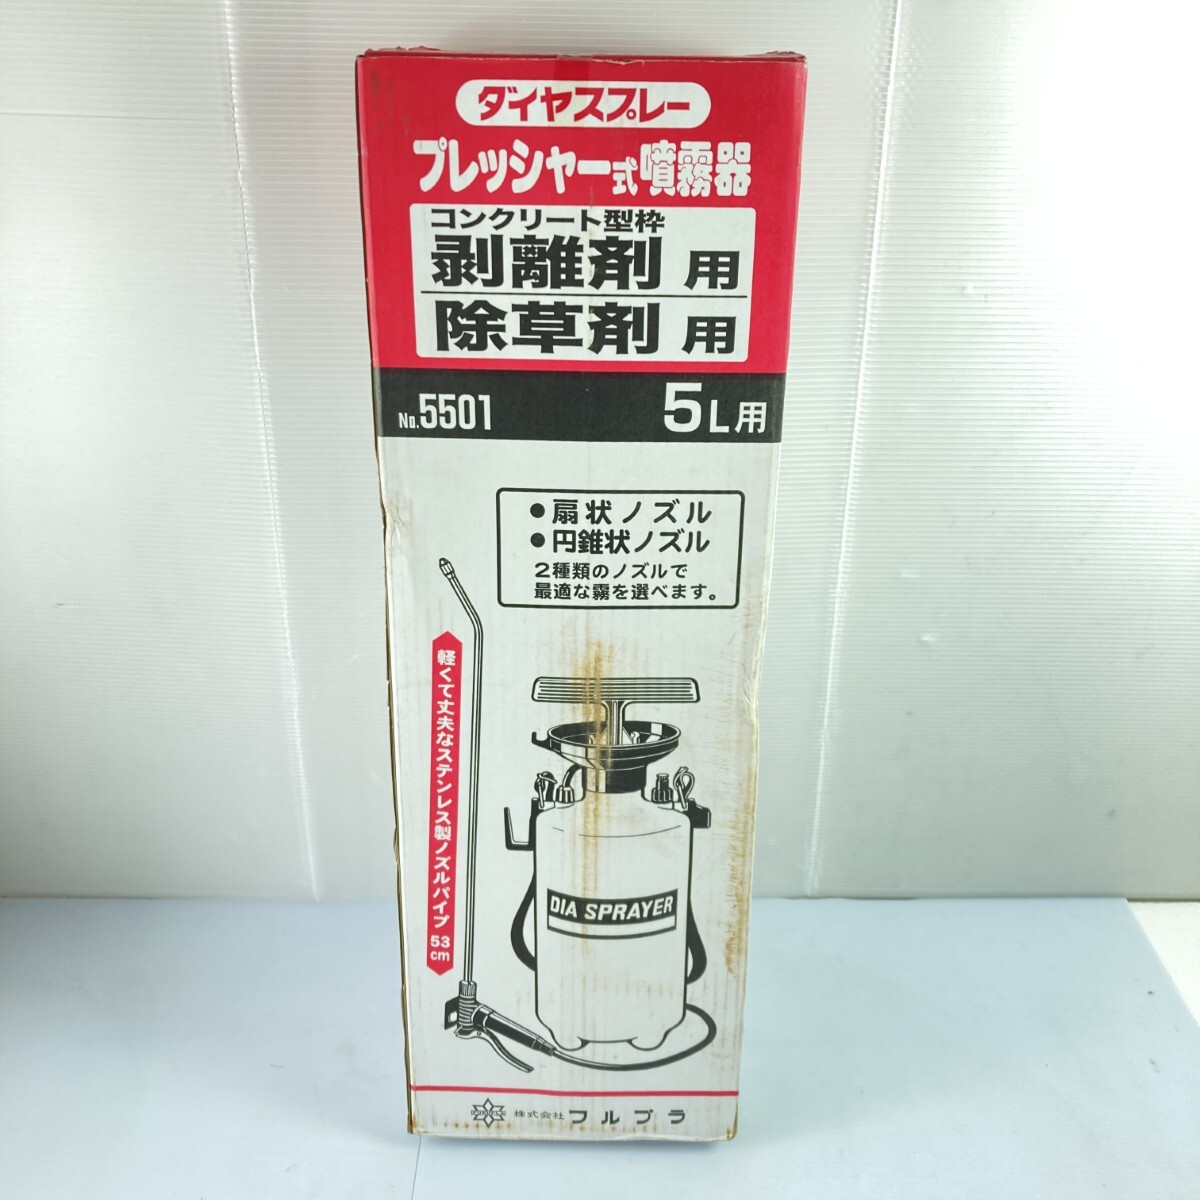 ダイヤスプレー
プレッシャー式噴霧器
コンクリート型枠
剥離剤 用
除草剤 用
No.5501 5L用
●扇状ノズル
●円錐状ノズル
2種類のノズルで
最適な霧を選べます。
軽くて丈夫なステンレス製ノズルパイプ 53cm
DIA SPRAYER
株式会社 フルプラ